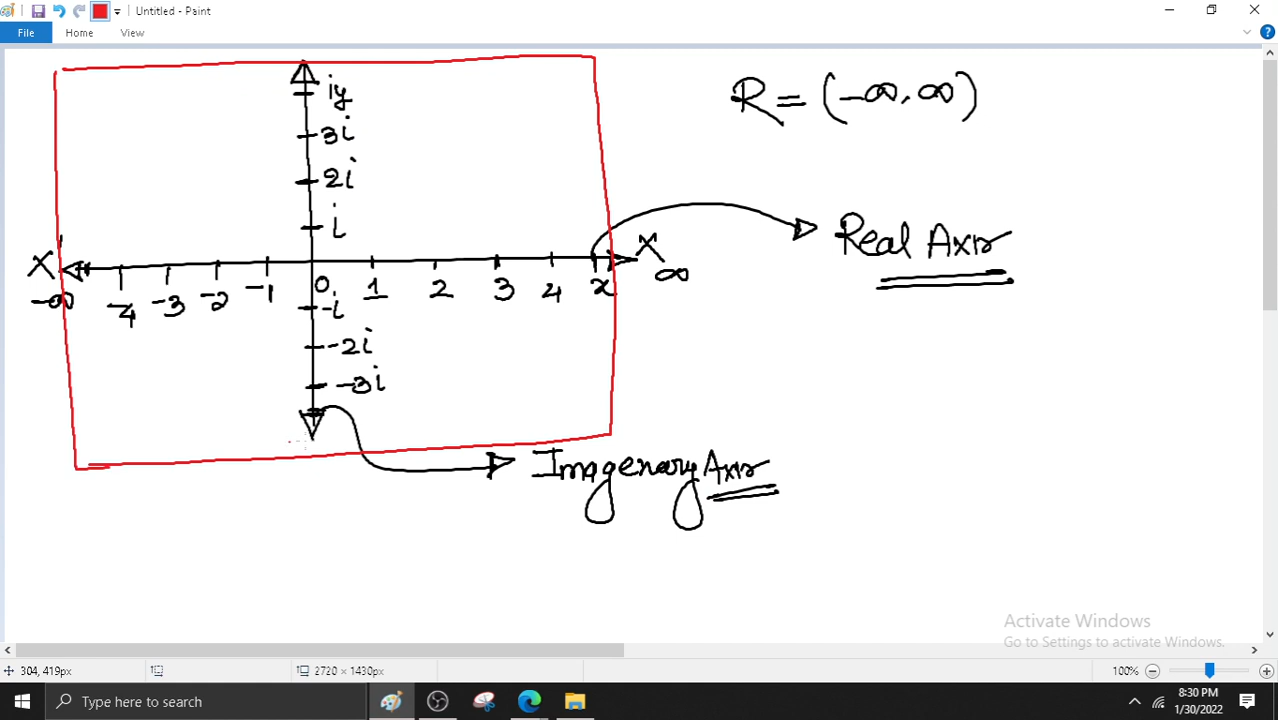 Untitled - Paint
File Home View
iy
3i
2i
i
X' X
-∞ -4 -3 -2 -1 0 1 2 3 4 x ∞
-i
-2i
-3i
R = (-∞, ∞)
Real Axis
Imagenary Axis
Activate Windows
Go to Settings to activate Windows.
304, 419px 2720 × 1430px 100%
Type here to search
8:30 PM
1/30/2022